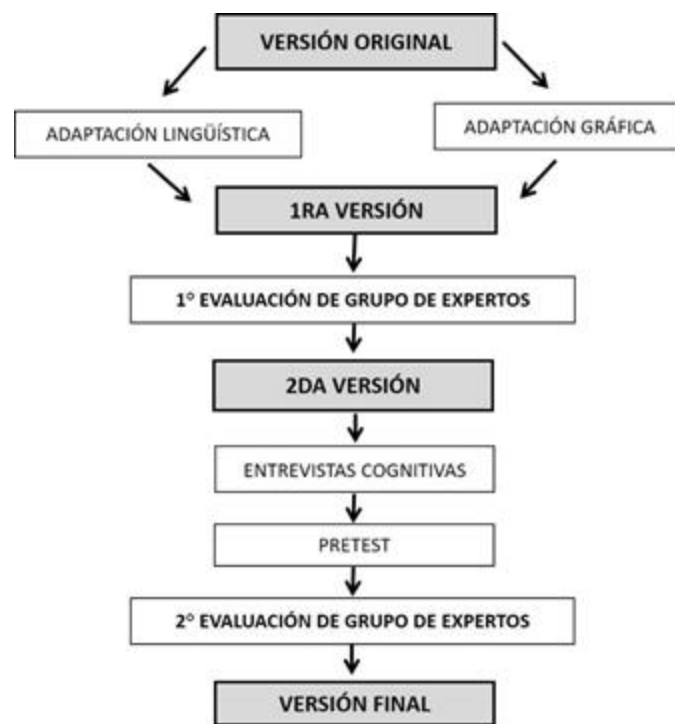 VERSIÓN ORIGINAL
ADAPTACIÓN LINGÜÍSTICA
ADAPTACIÓN GRÁFICA
1RA VERSIÓN
1° EVALUACIÓN DE GRUPO DE EXPERTOS
2DA VERSIÓN
ENTREVISTAS COGNITIVAS
PRETEST
2° EVALUACIÓN DE GRUPO DE EXPERTOS
VERSIÓN FINAL